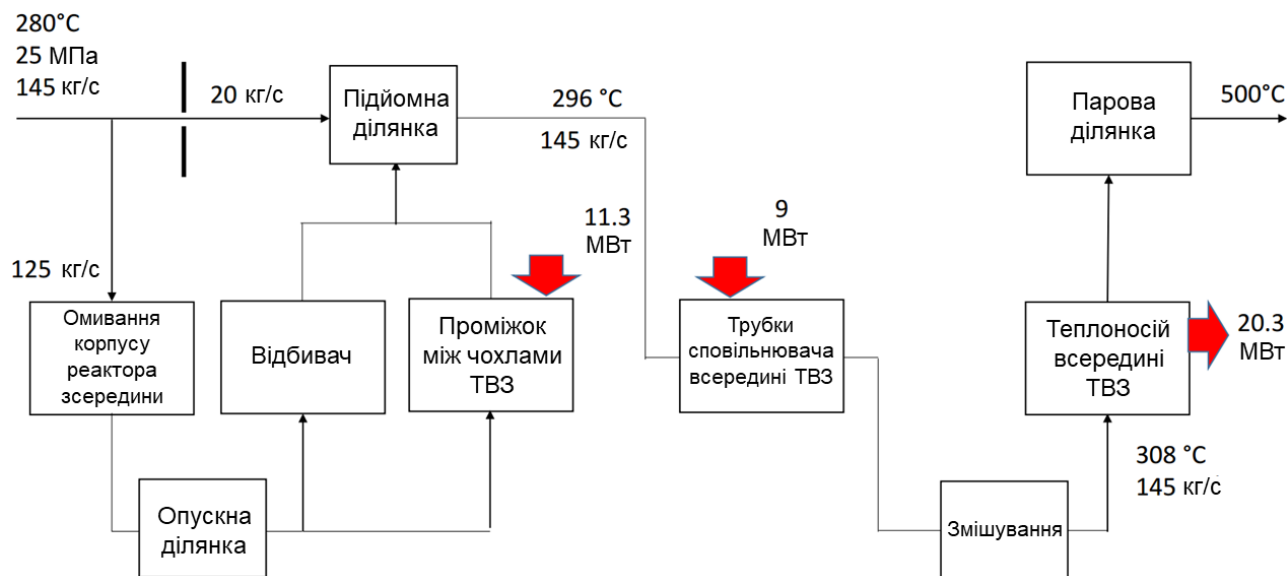 280°C
25 МПа
145 кг/с
20 кг/с
Підйомна
ділянка
296 °C
145 кг/с
Парова
ділянка
500°C
11.3
МВт
9
МВт
125 кг/с
Омивання
корпусу
реактора
зсередини
Відбивач
Проміжок
між чохлами
ТВЗ
Трубки
сповільнювача
всередині ТВЗ
Теплоносій
всередині
ТВЗ
20.3
МВт
308 °C
145 кг/с
Опускна
ділянка
Змішування